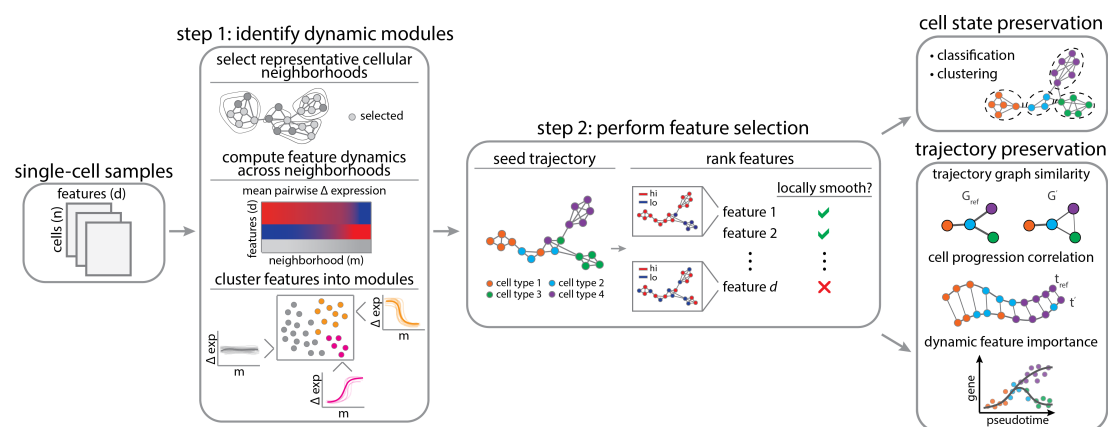 single-cell samples
features (d)
cells (n)
step 1: identify dynamic modules
select representative cellular
neighborhoods
selected
compute feature dynamics
across neighborhoods
mean pairwise Δ expression
features (d)
neighborhood (m)
cluster features into modules
Δ exp
m
Δ exp
m
Δ exp
m
step 2: perform feature selection
seed trajectory
cell type 1
cell type 2
cell type 3
cell type 4
rank features
locally smooth?
hi
lo
feature 1
feature 2
hi
lo
feature d
cell state preservation
• classification
• clustering
trajectory preservation
trajectory graph similarity
G_ref
G'
cell progression correlation
t_ref
t'
dynamic feature importance
gene
pseudotime